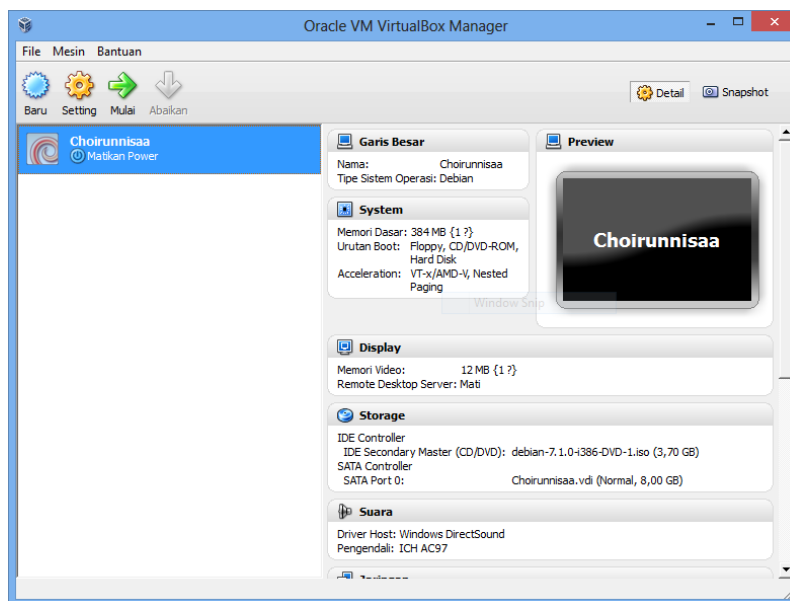 Oracle VM VirtualBox Manager
File Mesin Bantuan
Baru Setting Mulai Abaikan
Detail Snapshot
Choirunnisaa
Matikan Power
Garis Besar
Nama: Choirunnisaa
Tipe Sistem Operasi: Debian
System
Memori Dasar: 384 MB {1 ?}
Urutan Boot: Floppy, CD/DVD-ROM,
Hard Disk
Acceleration: VT-x/AMD-V, Nested
Paging
Preview
Choirunnisaa
Window Snip
Display
Memori Video: 12 MB {1 ?}
Remote Desktop Server: Mati
Storage
IDE Controller
IDE Secondary Master (CD/DVD): debian-7.1.0-i386-DVD-1.iso (3,70 GB)
SATA Controller
SATA Port 0: Choirunnisaa.vdi (Normal, 8,00 GB)
Suara
Driver Host: Windows DirectSound
Pengendali: ICH AC97